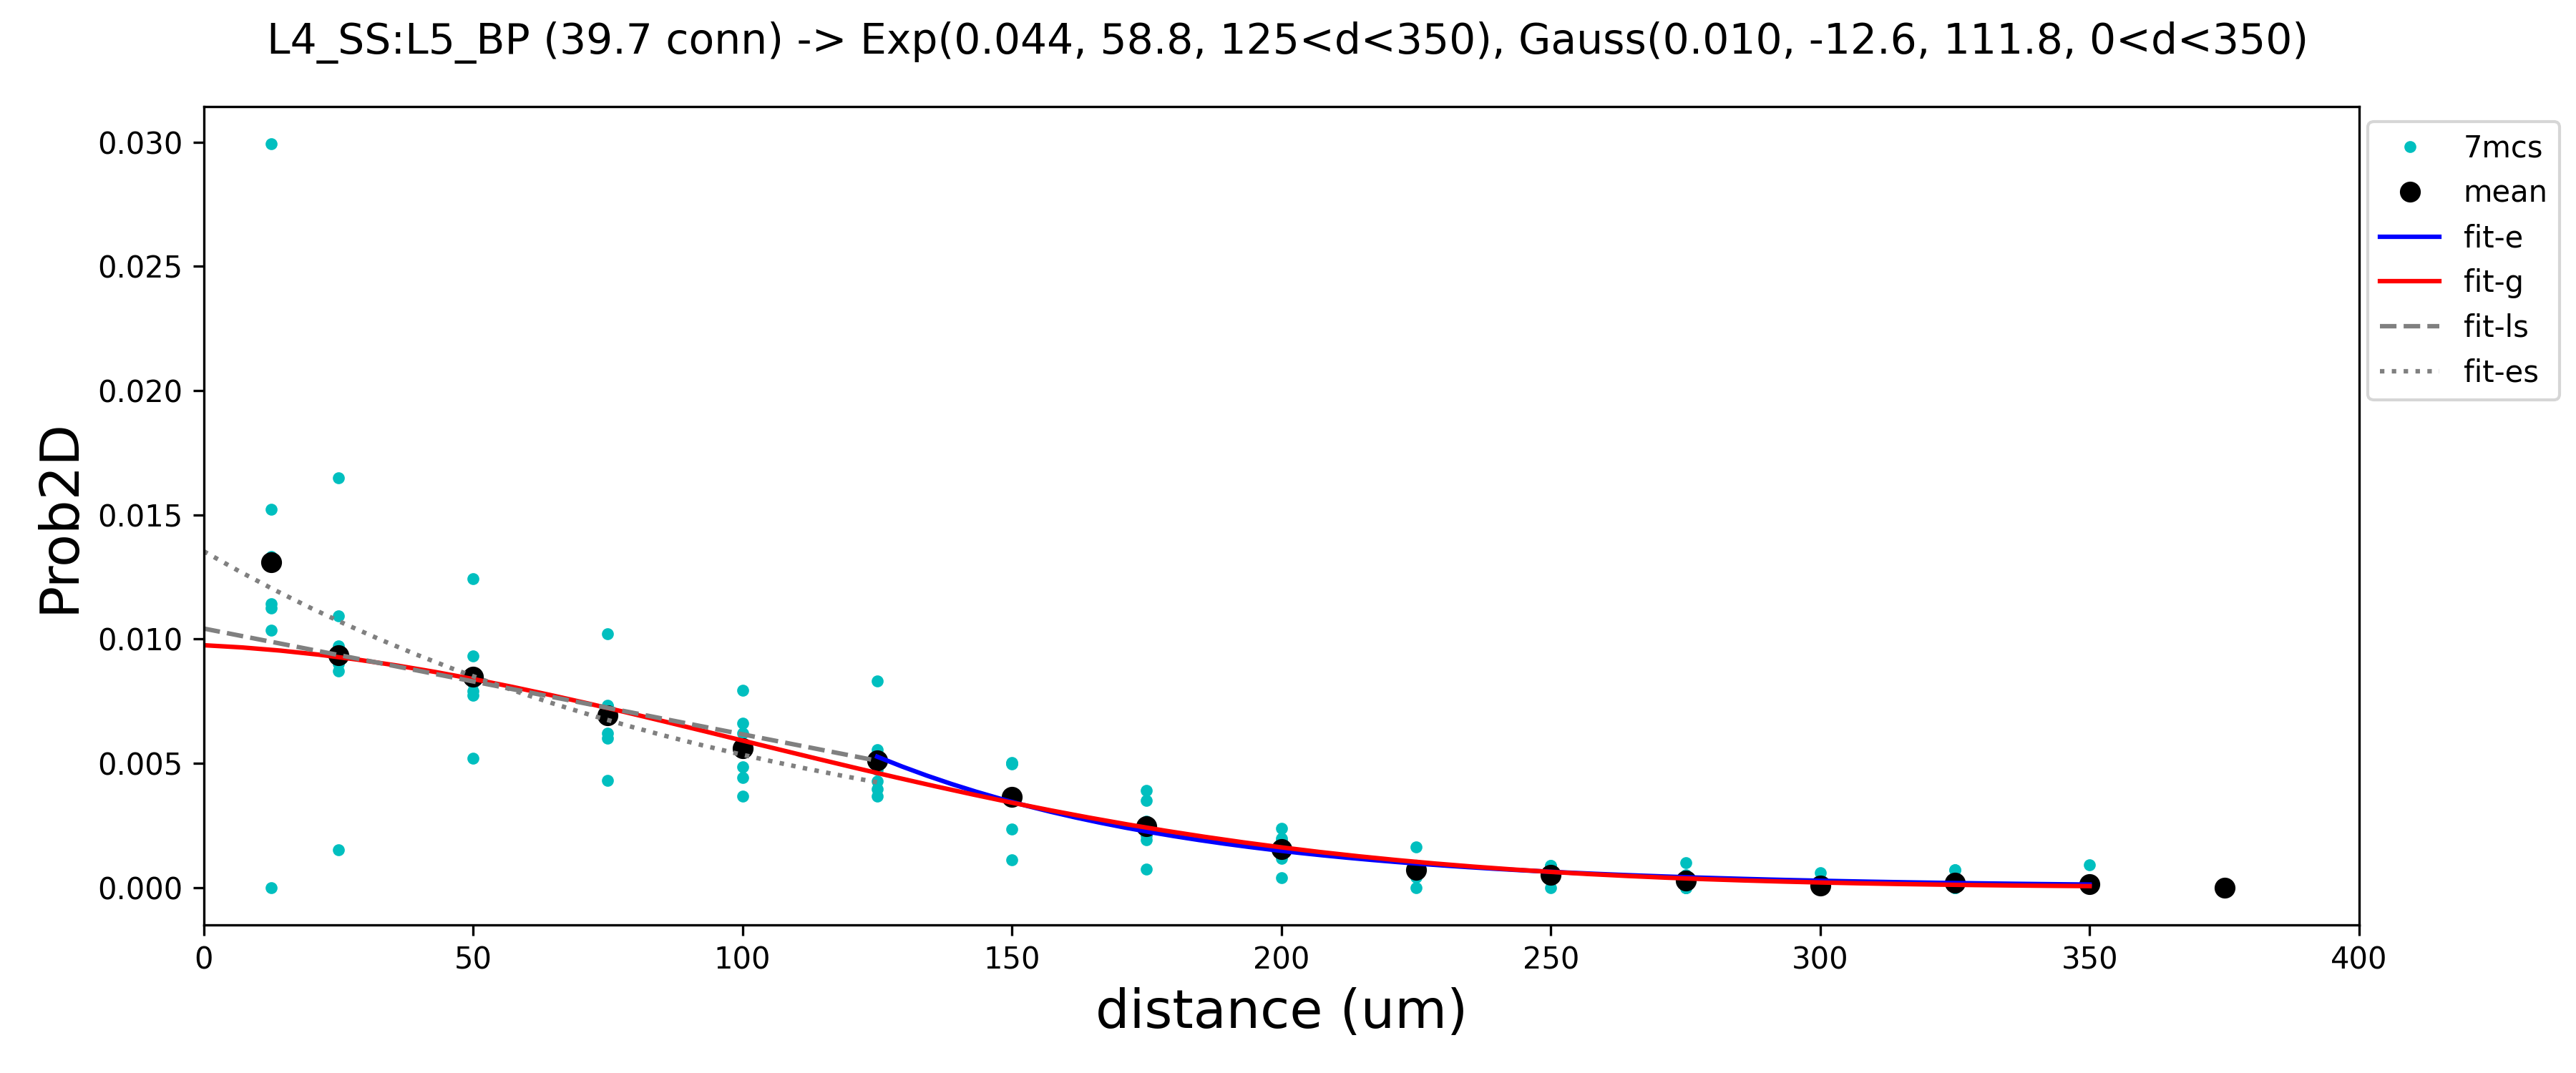 L4_SS:L5_BP (39.7 conn) -> Exp(0.044, 58.8, 125<d<350), Gauss(0.010, -12.6, 111.8, 0<d<350)
0.030
0.025
0.020
0.015
0.010
0.005
0.000
Prob2D
0 50 100 150 200 250 300 350 400
distance (um)
7mcs
mean
fit-e
fit-g
fit-ls
fit-es